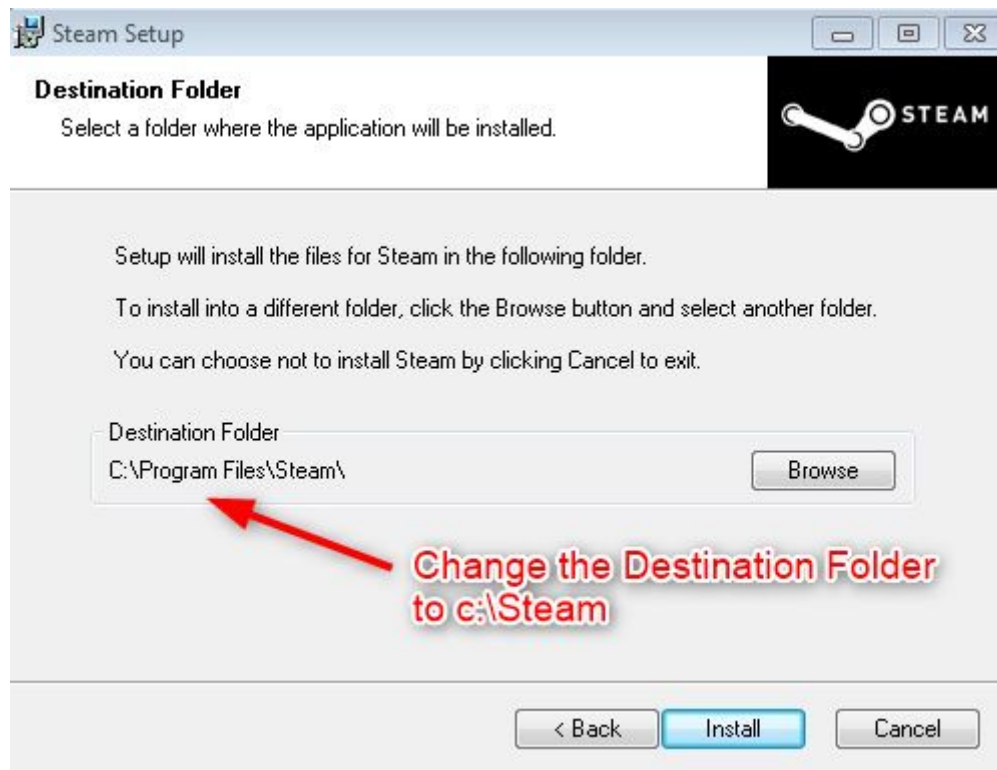 Steam Setup
Destination Folder
Select a folder where the application will be installed.
STEAM
Setup will install the files for Steam in the following folder.
To install into a different folder, click the Browse button and select another folder.
You can choose not to install Steam by clicking Cancel to exit.
Destination Folder
C:\Program Files\Steam\
Browse
Change the Destination Folder
to c:\Steam
< Back
Install
Cancel